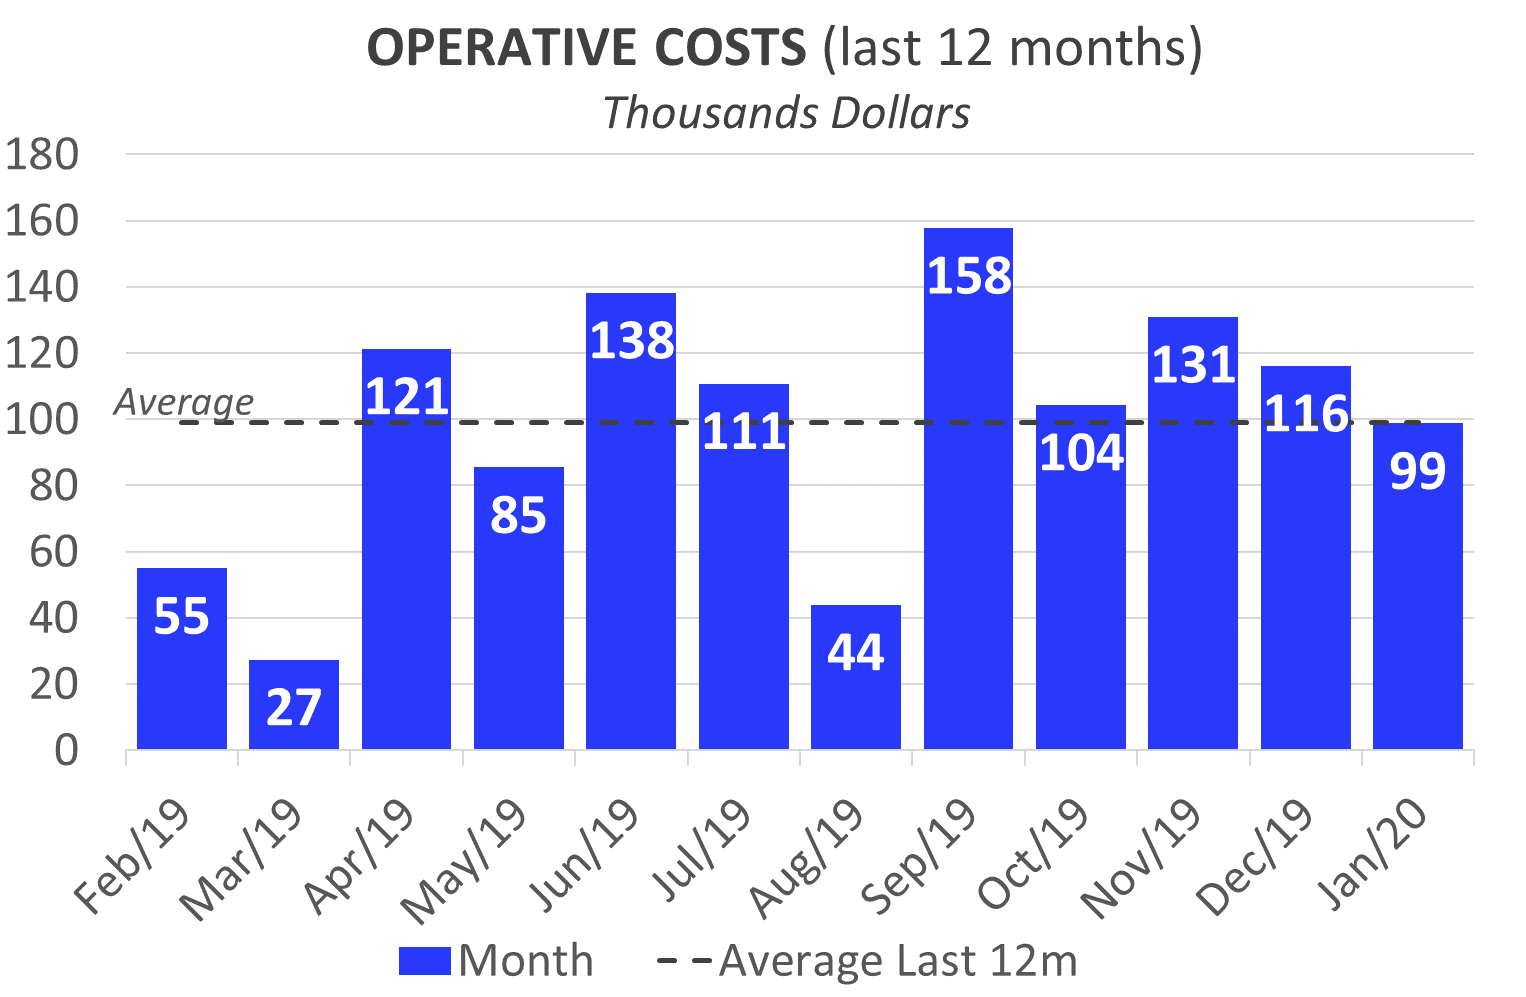 OPERATIVE COSTS (last 12 months)
Thousands Dollars
180
160
140
120
100
80
60
40
20
0
Average
55
27
121
85
138
111
44
158
104
131
116
99
Feb/19
Mar/19
Apr/19
May/19
Jun/19
Jul/19
Aug/19
Sep/19
Oct/19
Nov/19
Dec/19
Jan/20
Month
Average Last 12m